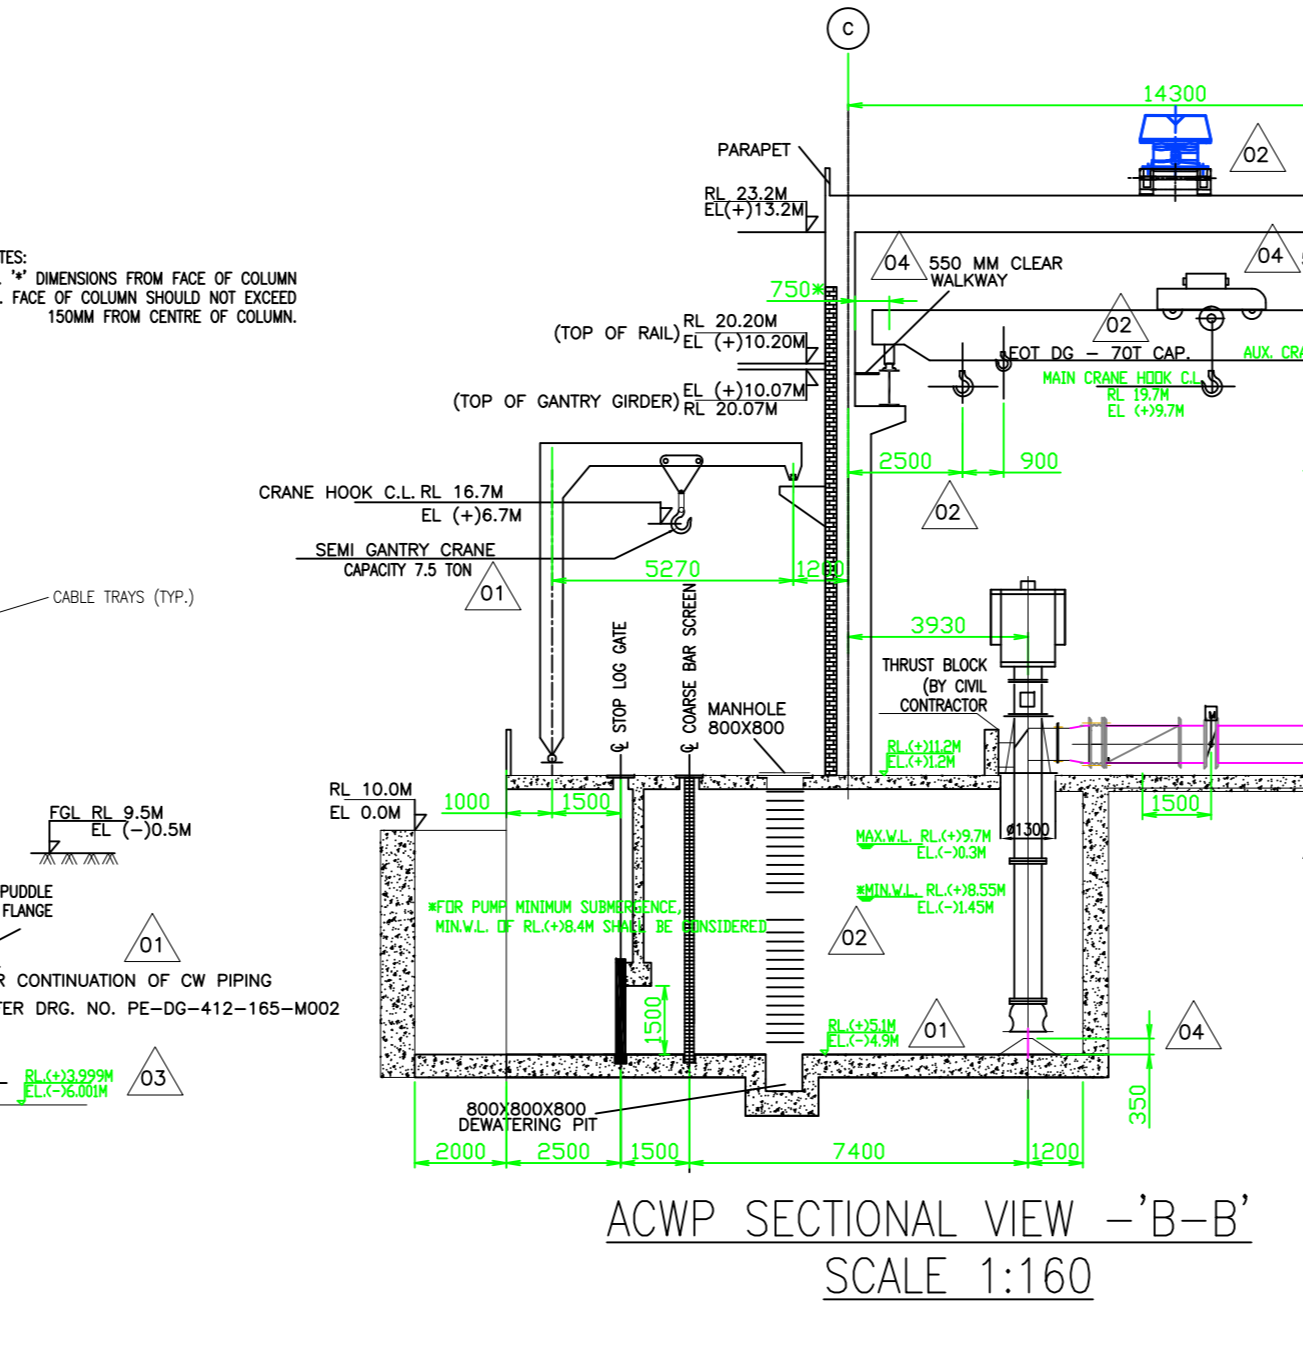 C
14300
02
PARAPET
RL 23.2M
EL(+)13.2M
TES:
'*' DIMENSIONS FROM FACE OF COLUMN
. FACE OF COLUMN SHOULD NOT EXCEED
150MM FROM CENTRE OF COLUMN.
04
550 MM CLEAR
WALKWAY
04
750*
(TOP OF RAIL)
RL 20.20M
EL (+)10.20M
02
EOT DG - 70T CAP.
AUX. CRA
MAIN CRANE HOOK C.L
RL 19.7M
EL (+)9.7M
(TOP OF GANTRY GIRDER)
EL (+)10.07M
RL 20.07M
2500
900
02
CRANE HOOK C.L. RL 16.7M
EL (+)6.7M
SEMI GANTRY CRANE
CAPACITY 7.5 TON
01
5270
1200
CABLE TRAYS (TYP.)
℄ STOP LOG GATE
℄ COARSE BAR SCREEN
3930
THRUST BLOCK
(BY CIVIL
CONTRACTOR
MANHOLE
800X800
M
RL.(+)11.2M
EL.(+)1.2M
RL 10.0M
EL 0.0M
1000
1500
1500
FGL RL 9.5M
EL (-)0.5M
ø1300
MAX.W.L. RL.(+)9.7M
EL.(-)0.3M
*MIN.W.L. RL.(+)8.55M
EL.(-)1.45M
PUDDLE
FLANGE
*FOR PUMP MINIMUM SUBMERGENCE,
MIN.W.L. OF RL.(+)8.4M SHALL BE CONSIDERED
01
02
R CONTINUATION OF CW PIPING
TER DRG. NO. PE-DG-412-165-M002
1500
RL.(+)5.1M
EL.(-)4.9M
01
04
RL.(+)3.999M
EL.(-)6.001M
03
350
800X800X800
DEWATERING PIT
2000
2500
1500
7400
1200
ACWP SECTIONAL VIEW -'B-B'
SCALE 1:160